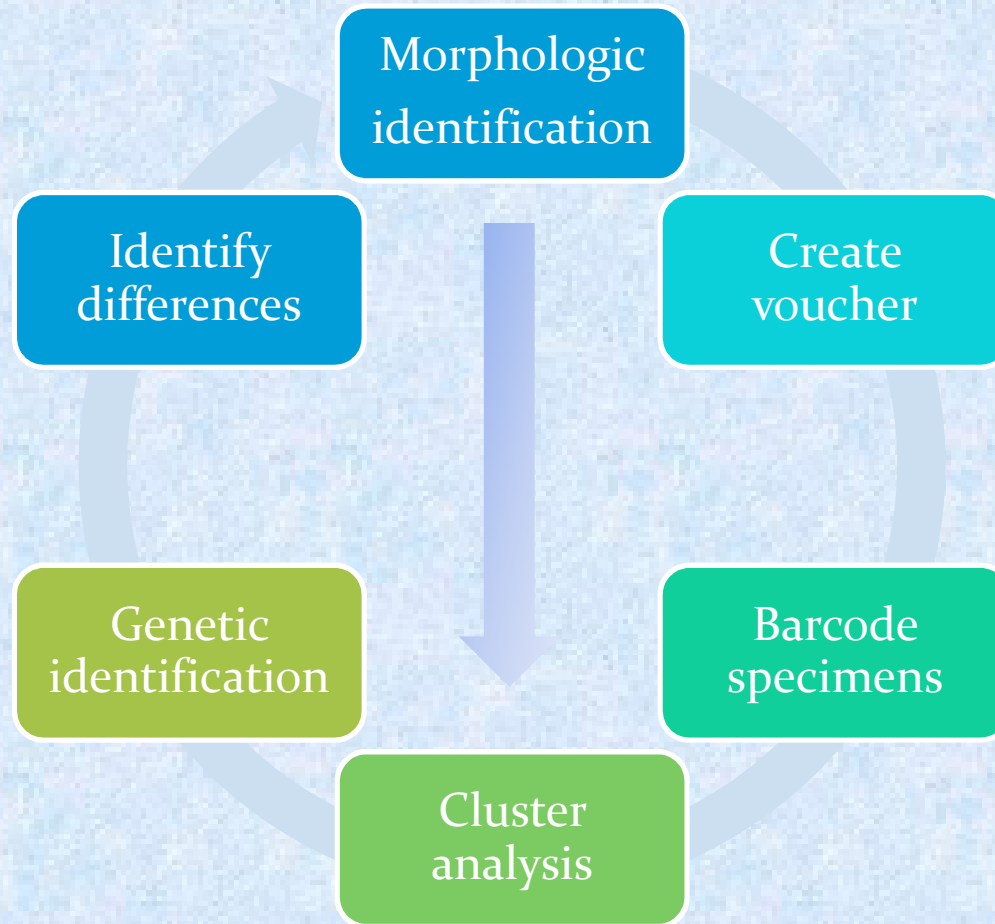 Morphologic
identification
Create
voucher
Barcode
specimens
Cluster
analysis
Genetic
identification
Identify
differences